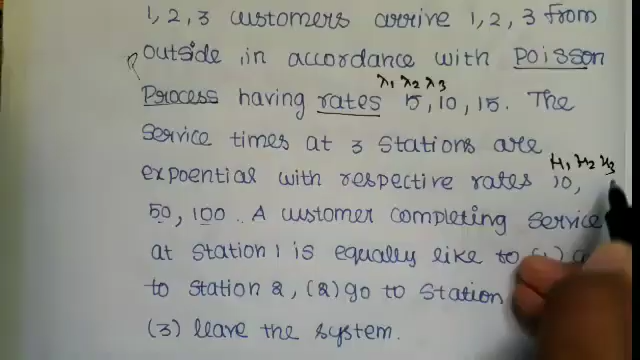 1, 2, 3 customers arrive 1, 2, 3 from
outside in accordance with Poisson
λ1 λ2 λ3
Process having rates 5, 10, 15. The
service times at 3 stations are
μ1 μ2 μ3
expoential with respective rates 10,
50, 100. A customer completing service
at station 1 is equally like to (1)
to station 2, (2) go to station
(3) leave the system.